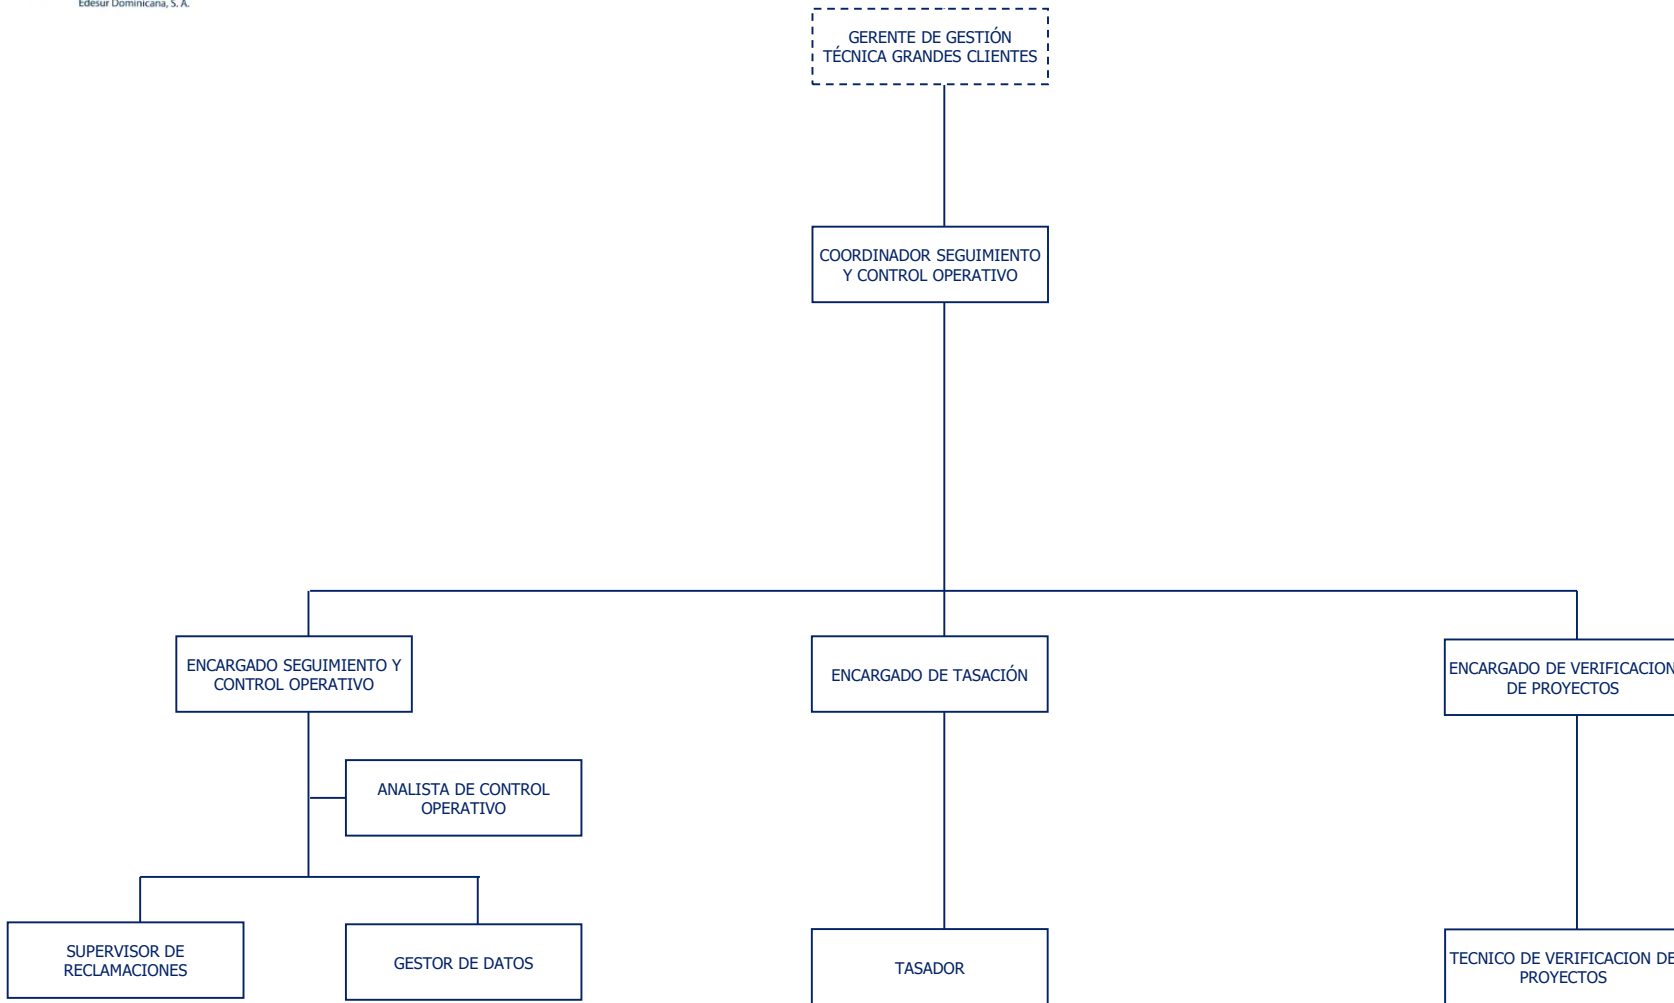 Edesur Dominicana, S. A.
GERENTE DE GESTIÓN
TÉCNICA GRANDES CLIENTES
COORDINADOR SEGUIMIENTO
Y CONTROL OPERATIVO
ENCARGADO SEGUIMIENTO Y
CONTROL OPERATIVO
ENCARGADO DE TASACIÓN
ENCARGADO DE VERIFICACION
DE PROYECTOS
ANALISTA DE CONTROL
OPERATIVO
SUPERVISOR DE
RECLAMACIONES
GESTOR DE DATOS
TASADOR
TECNICO DE VERIFICACION DE
PROYECTOS